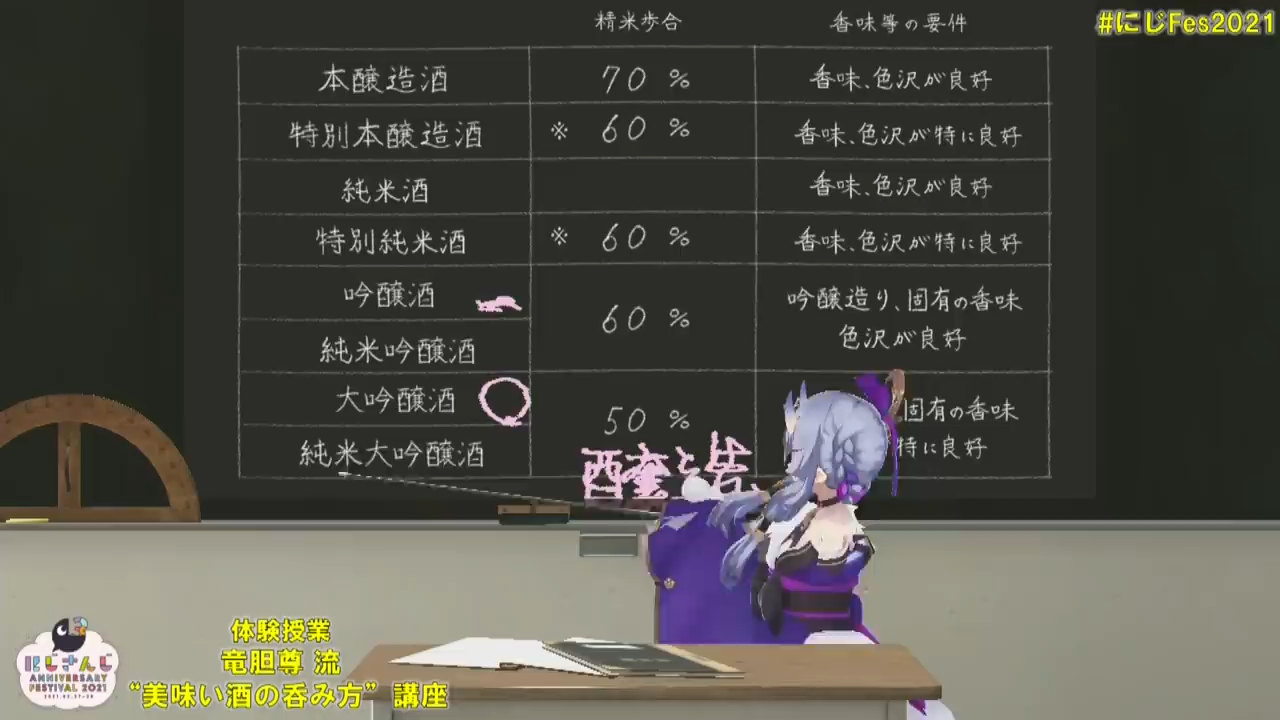 精米歩合 香味等の要件
#にじFes2021
本醸造酒 70 % 香味、色沢が良好
特別本醸造酒 ※ 60 % 香味、色沢が特に良好
純米酒 香味、色沢が良好
特別純米酒 ※ 60 % 香味、色沢が特に良好
吟醸酒
純米吟醸酒
60 %
吟醸造り、固有の香味
色沢が良好
大吟醸酒
純米大吟醸酒
50 %
固有の香味
特に良好
にじさんじ
ANNIVERSARY
FESTIVAL 2021
体験授業
竜胆尊 流
“美味い酒の呑み方” 講座